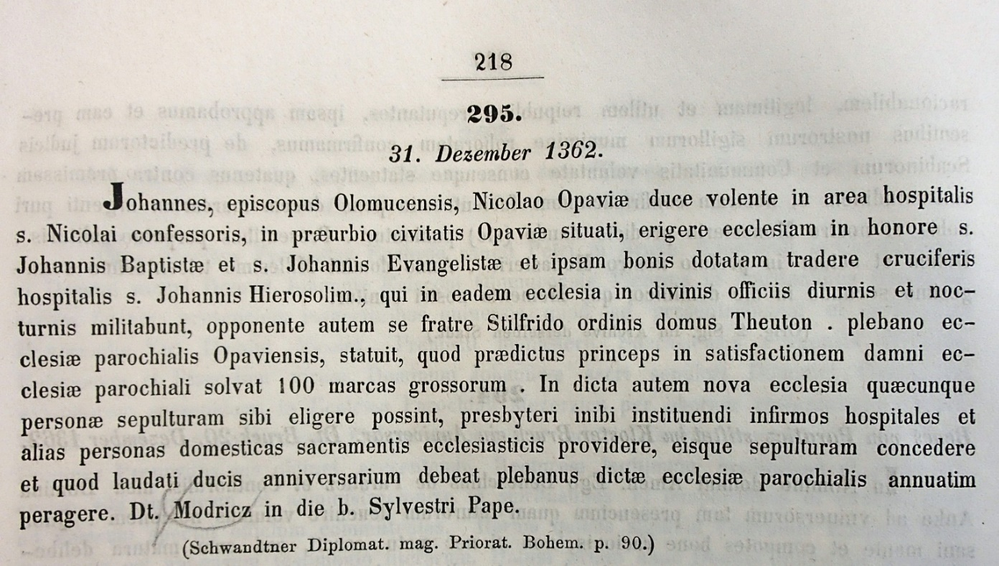 218
295.
31. Dezember 1362.
Johannes, episcopus Olomucensis, Nicolao Opaviæ duce volente in area hospitalis
s. Nicolai confessoris, in præurbio civitatis Opaviæ situati, erigere ecclesiam in honore s.
Johannis Baptistæ et s. Johannis Evangelistæ et ipsam bonis dotatam tradere cruciferis
hospitalis s. Johannis Hierosolim., qui in eadem ecclesia in divinis officiis diurnis et noc-
turnis militabunt, opponente autem se fratre Stilfrido ordinis domus Theuton . plebano ec-
clesiæ parochialis Opaviensis, statuit, quod prædictus princeps in satisfactionem damni ec-
clesiæ parochiali solvat 100 marcas grossorum . In dicta autem nova ecclesia quæcunque
personæ sepulturam sibi eligere possint, presbyteri inibi instituendi infirmos hospitales et
alias personas domesticas sacramentis ecclesiasticis providere, eisque sepulturam concedere
et quod laudati ducis anniversarium debeat plebanus dictæ ecclesiæ parochialis annuatim
peragere. Dt. Modricz in die b. Sylvestri Pape.
(Schwandtner Diplomat. mag. Priorat. Bohem. p. 90.)